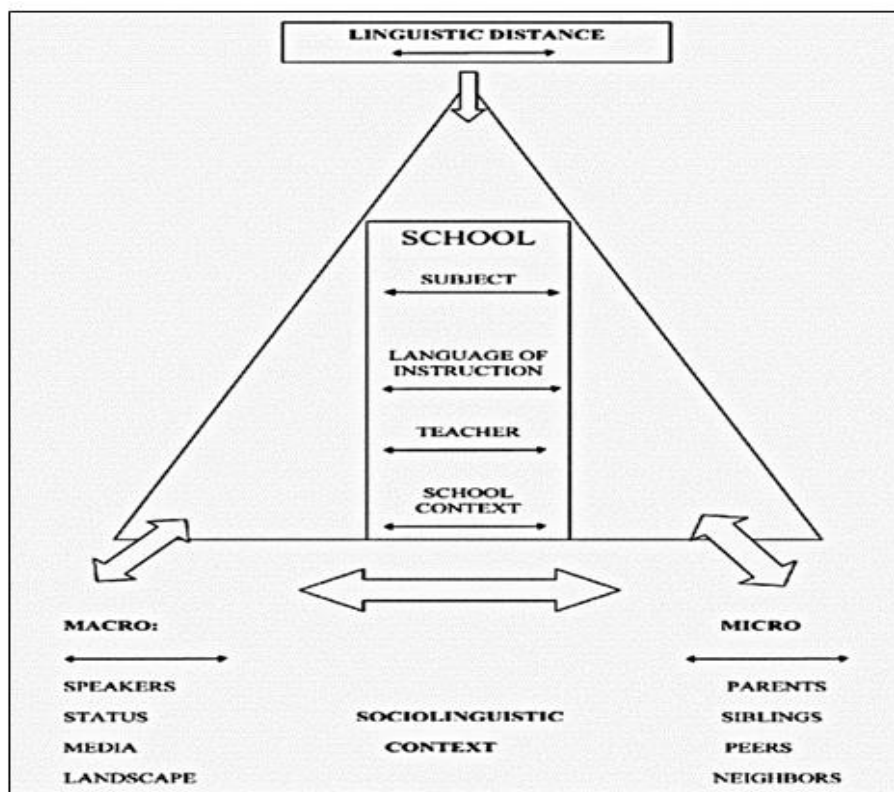 LINGUISTIC DISTANCE
SCHOOL
SUBJECT
LANGUAGE OF
INSTRUCTION
TEACHER
SCHOOL
CONTEXT
MACRO:
SPEAKERS
STATUS
MEDIA
LANDSCAPE
SOCIOLINGUISTIC
CONTEXT
MICRO
PARENTS
SIBLINGS
PEERS
NEIGHBORS